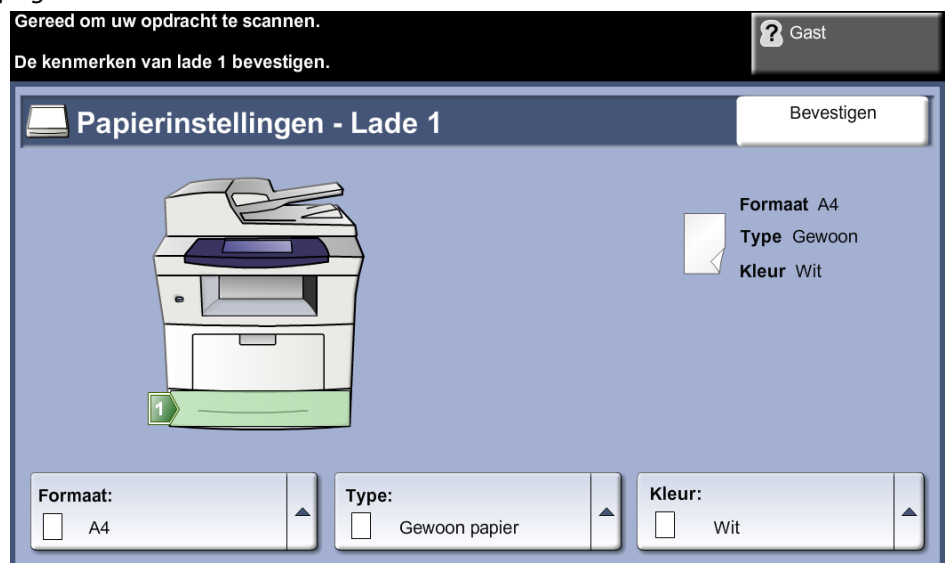 Gereed om uw opdracht te scannen.
Gast
De kenmerken van lade 1 bevestigen.
Papierinstellingen - Lade 1
Bevestigen
Formaat A4
Type Gewoon
Kleur Wit
1
Formaat:
A4
Type:
Gewoon papier
Kleur:
Wit